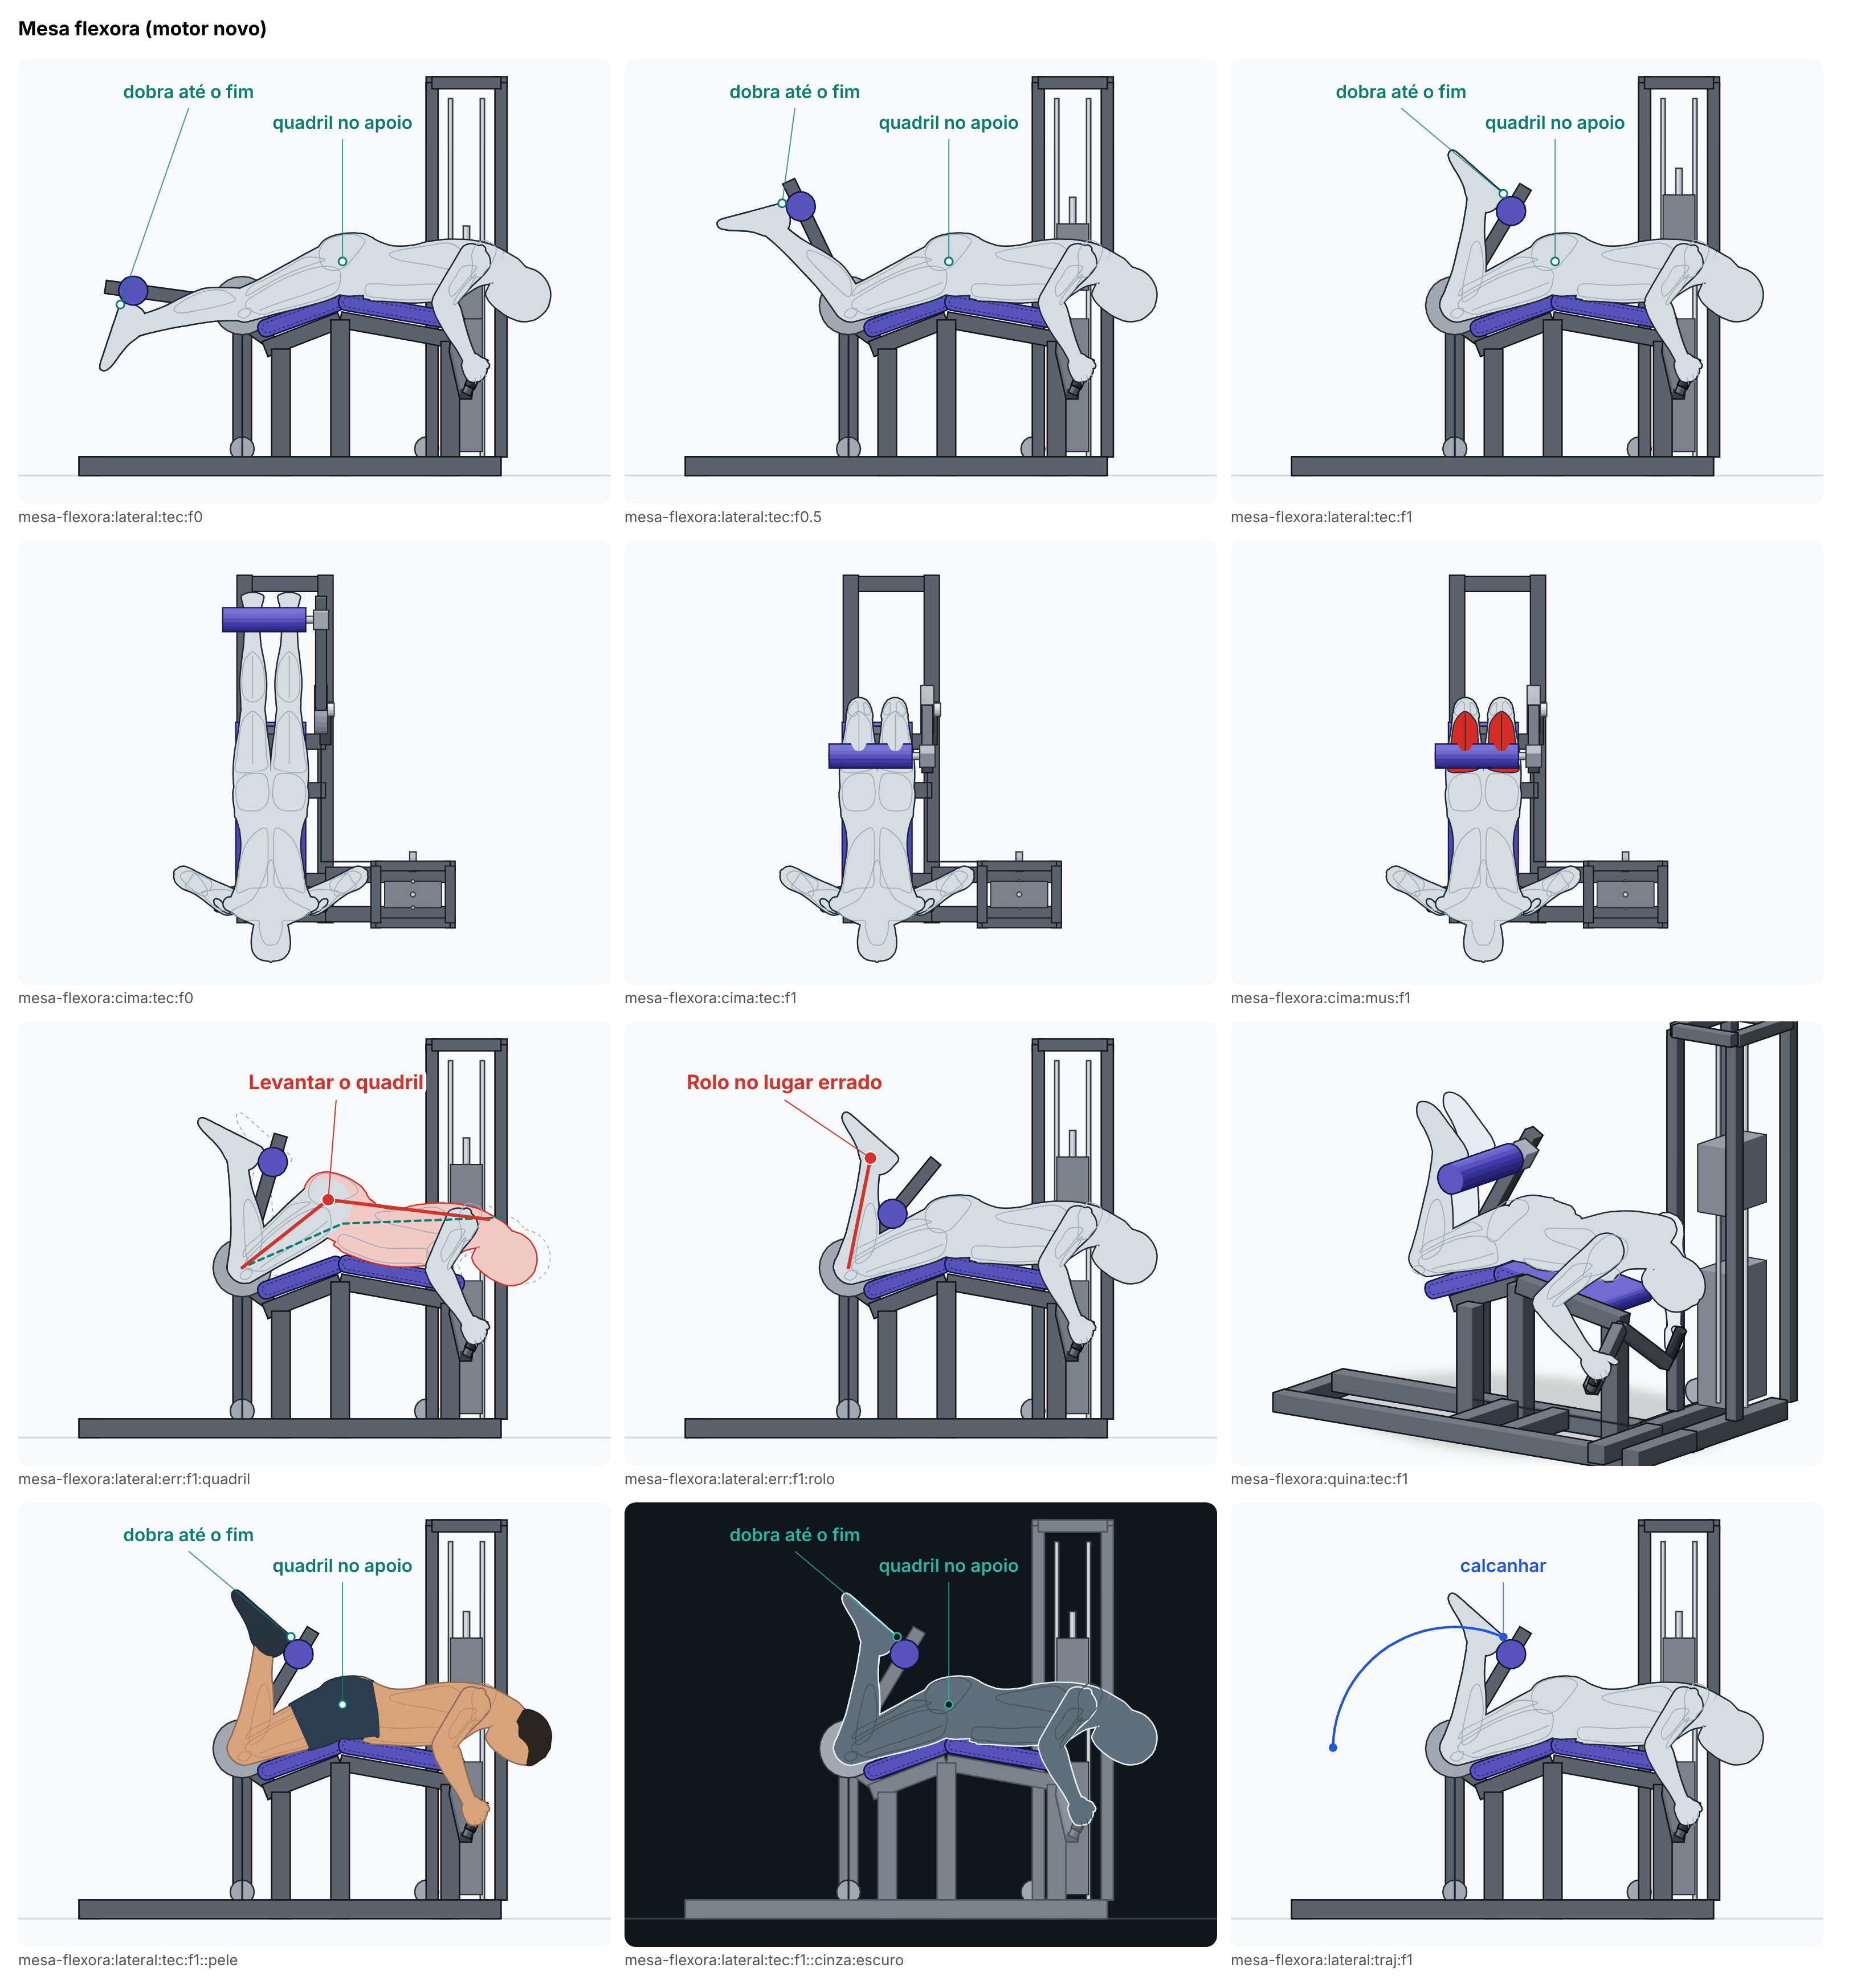 Mesa flexora (motor novo)
dobra até o fim
quadril no apoio
dobra até o fim
quadril no apoio
dobra até o fim
quadril no apoio
mesa-flexora:lateral:tec:f0
mesa-flexora:lateral:tec:f0.5
mesa-flexora:lateral:tec:f1
mesa-flexora:cima:tec:f0
mesa-flexora:cima:tec:f1
mesa-flexora:cima:mus:f1
Levantar o quadril
Rolo no lugar errado
mesa-flexora:lateral:err:f1:quadril
mesa-flexora:lateral:err:f1:rolo
mesa-flexora:quina:tec:f1
dobra até o fim
quadril no apoio
dobra até o fim
quadril no apoio
calcanhar
mesa-flexora:lateral:tec:f1::pele
mesa-flexora:lateral:tec:f1::cinza:escuro
mesa-flexora:lateral:traj:f1